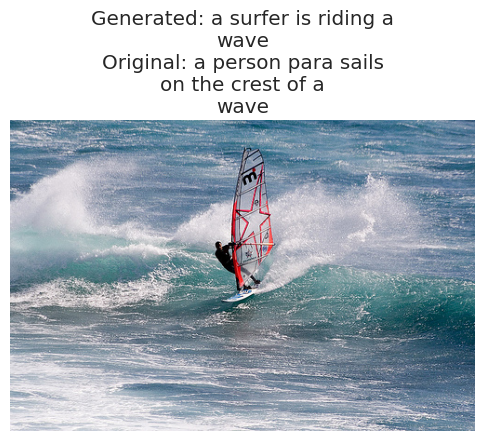 Generated: a surfer is riding a
wave
Original: a person para sails
on the crest of a
wave